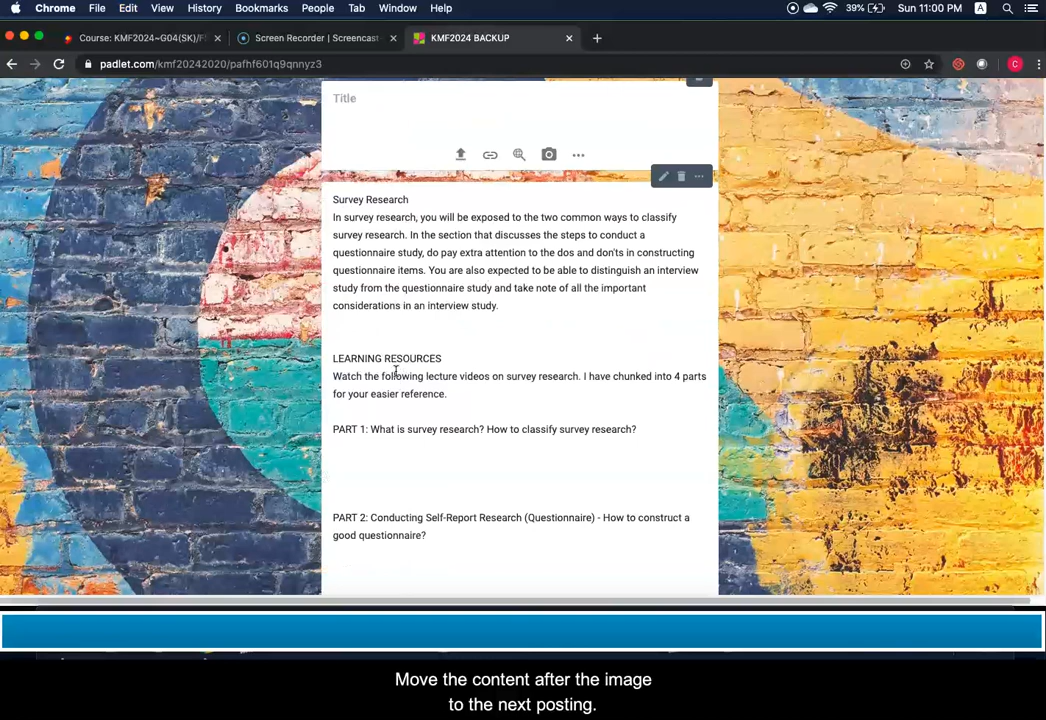 Chrome File Edit View History Bookmarks People Tab Window Help 39% Sun 11:00 PM A
Course: KMF2024~G04(SK)/F Screen Recorder | Screencast KMF2024 BACKUP
padlet.com/kmf20242020/pafhf601q9qnnyz3 C
Title
Survey Research
In survey research, you will be exposed to the two common ways to classify
survey research. In the section that discusses the steps to conduct a
questionnaire study, do pay extra attention to the dos and don'ts in constructing
questionnaire items. You are also expected to be able to distinguish an interview
study from the questionnaire study and take note of all the important
considerations in an interview study.
LEARNING RESOURCES
Watch the following lecture videos on survey research. I have chunked into 4 parts
for your easier reference.
PART 1: What is survey research? How to classify survey research?
PART 2: Conducting Self-Report Research (Questionnaire) - How to construct a
good questionnaire?
Move the content after the image
to the next posting.